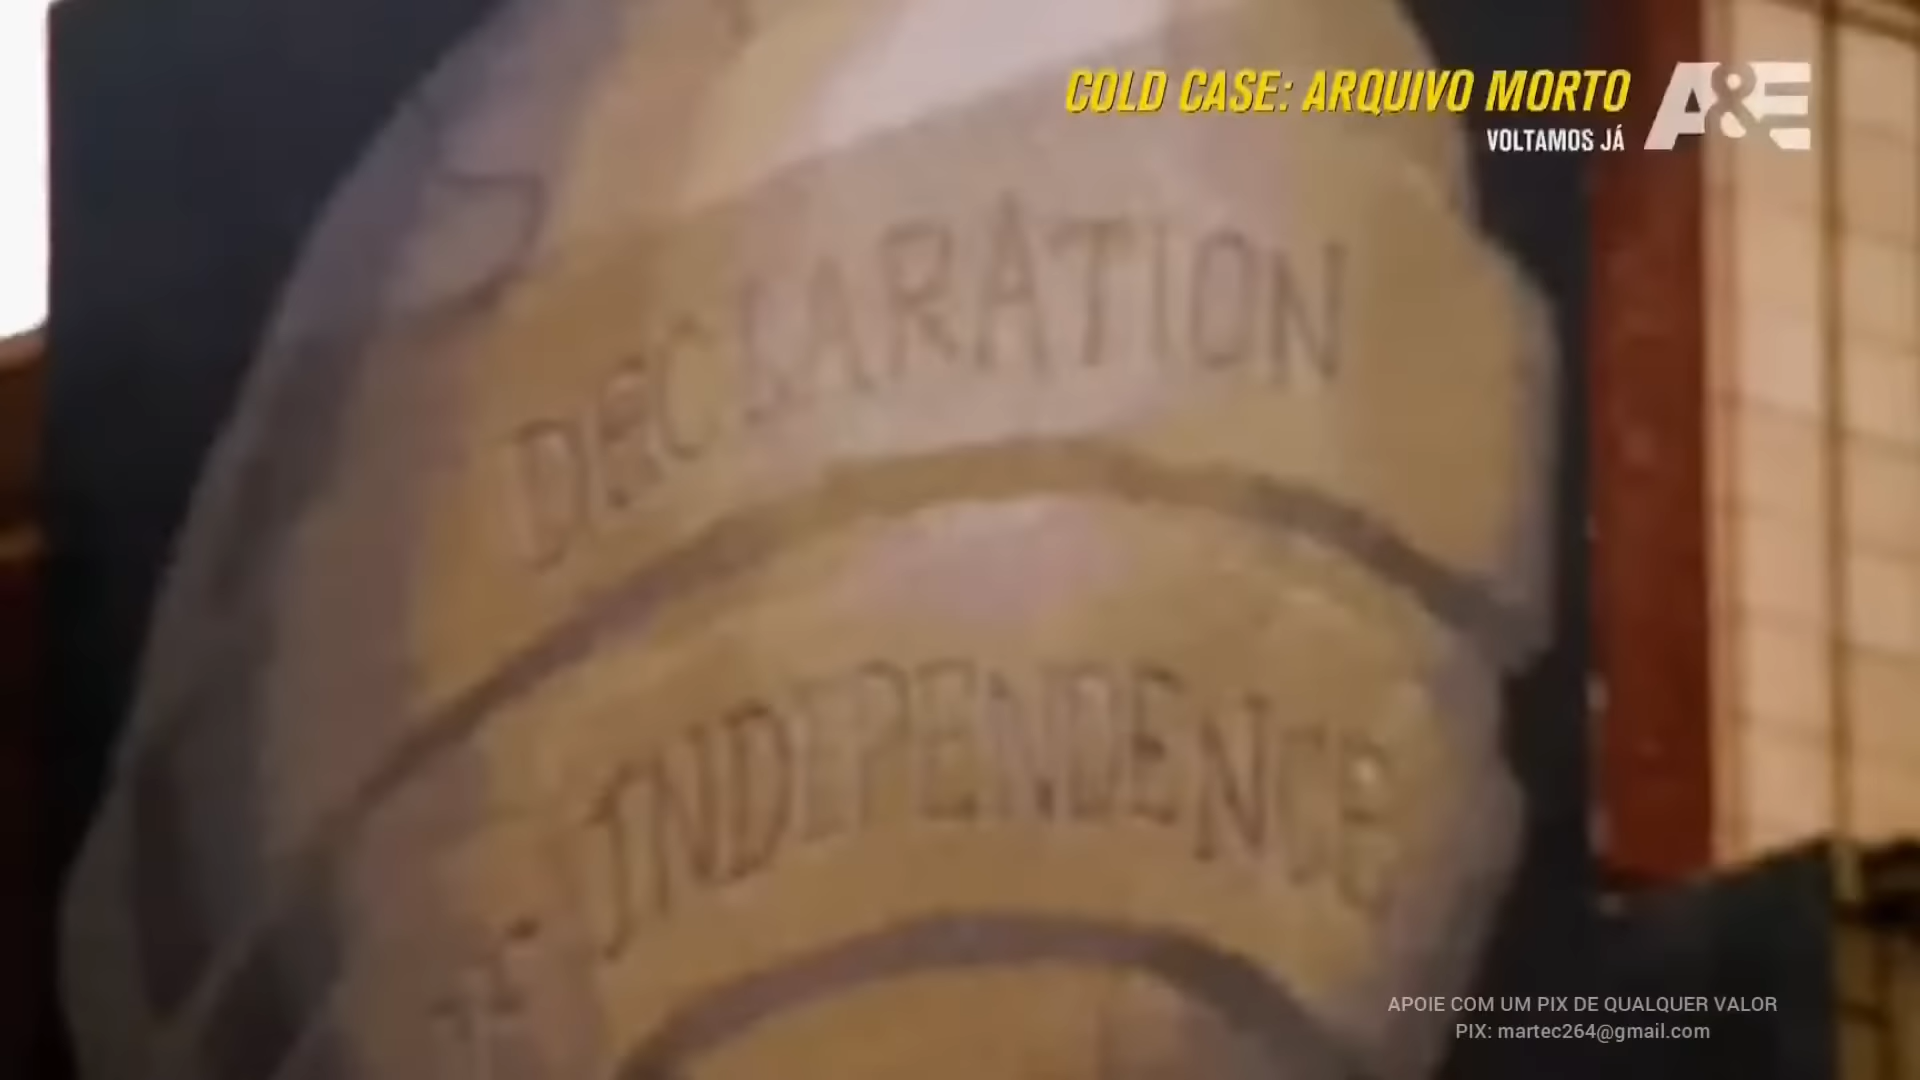 COLD CASE: ARQUIVO MORTO
VOLTAMOS JÁ
A&E
DECLARATION
INDEPENDENCE
APOIE COM UM PIX DE QUALQUER VALOR
PIX: martec264@gmail.com